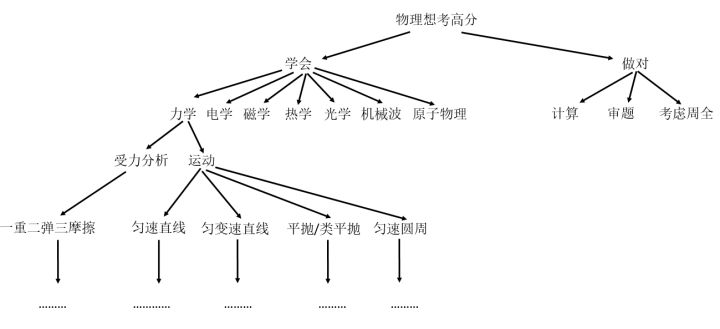 物理想考高分
学会 做对
力学 电学 磁学 热学 光学 机械波 原子物理 计算 审题 考虑周全
受力分析 运动
一重二弹三摩擦 匀速直线 匀变速直线 平抛/类平抛 匀速圆周
……… ………… ……… ……… ………